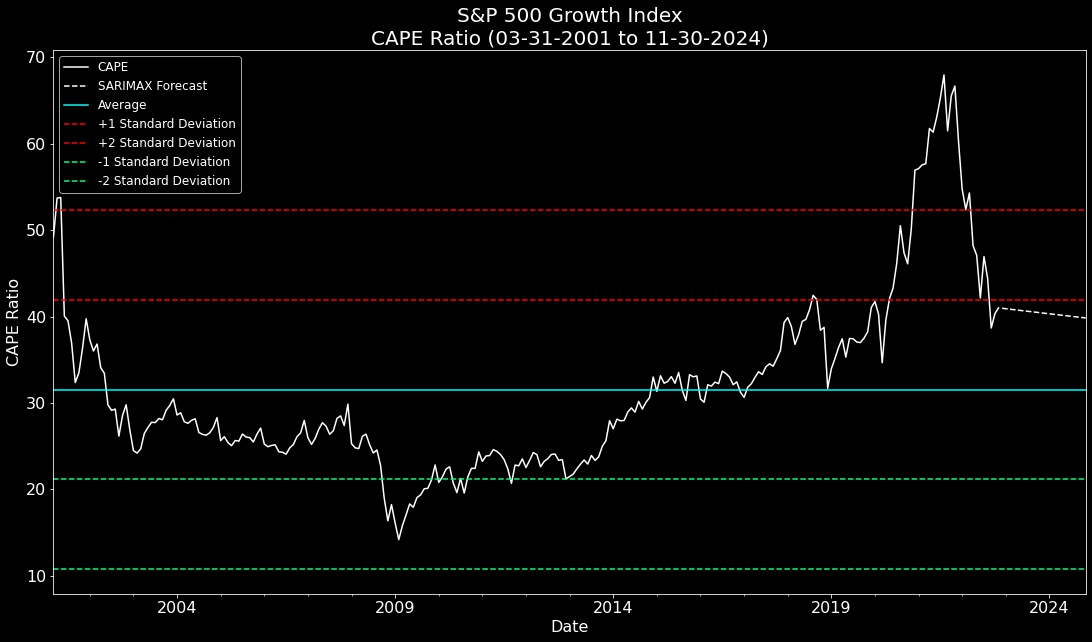 S&P 500 Growth Index
CAPE Ratio (03-31-2001 to 11-30-2024)
CAPE
SARIMAX Forecast
Average
+1 Standard Deviation
+2 Standard Deviation
-1 Standard Deviation
-2 Standard Deviation
CAPE Ratio
70
60
50
40
30
20
10
2004 2009 2014 2019 2024
Date